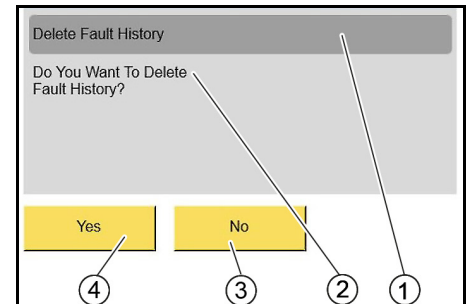 Delete Fault History
Do You Want To Delete
Fault History?
Yes
No
4
3
2
1